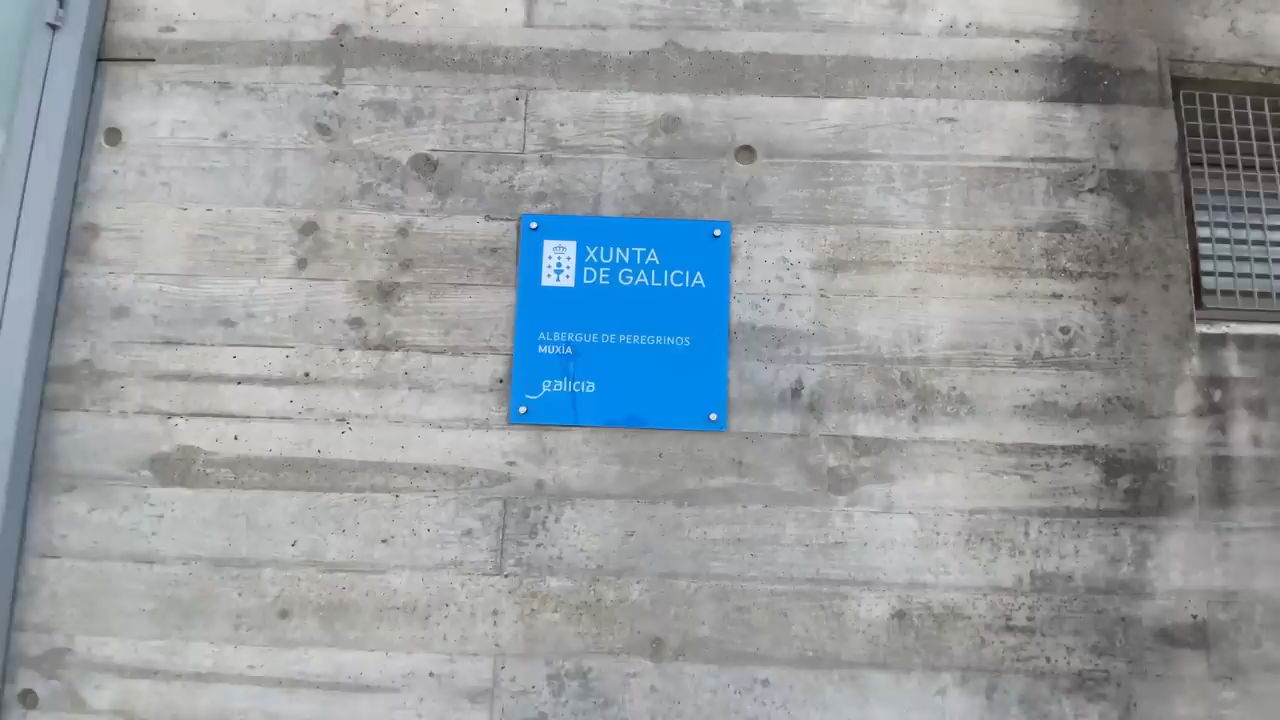 XUNTA
DE GALICIA
ALBERGUE DE PEREGRINOS
MUXÍA
galicia